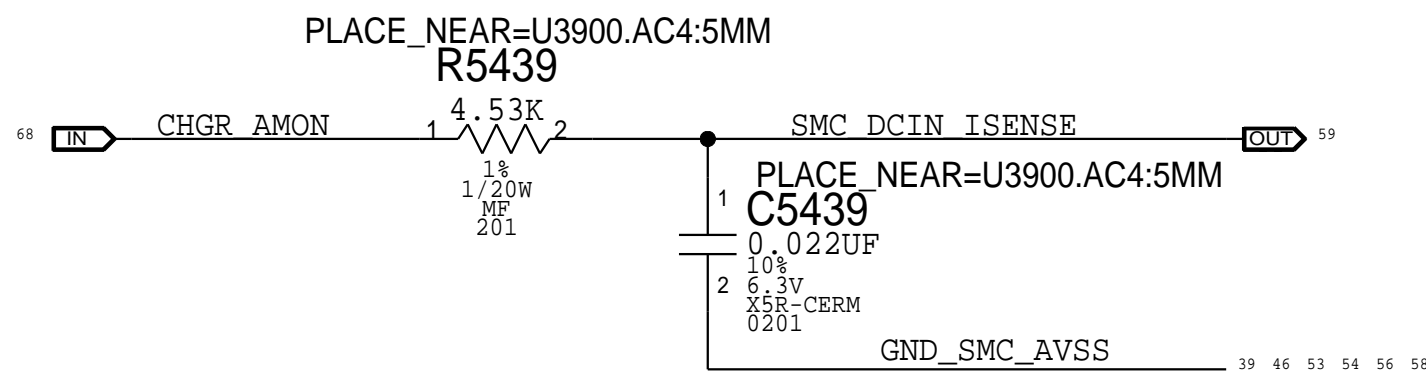 PLACE_NEAR=U3900.AC4:5MM
R5439
4.53K
68 IN CHGR_AMON 1 2 SMC_DCIN_ISENSE OUT 59
1%
1/20W
MF
201
PLACE_NEAR=U3900.AC4:5MM
1 C5439
0.022UF
10%
2 6.3V
X5R-CERM
0201
GND_SMC_AVSS 39 46 53 54 56 58